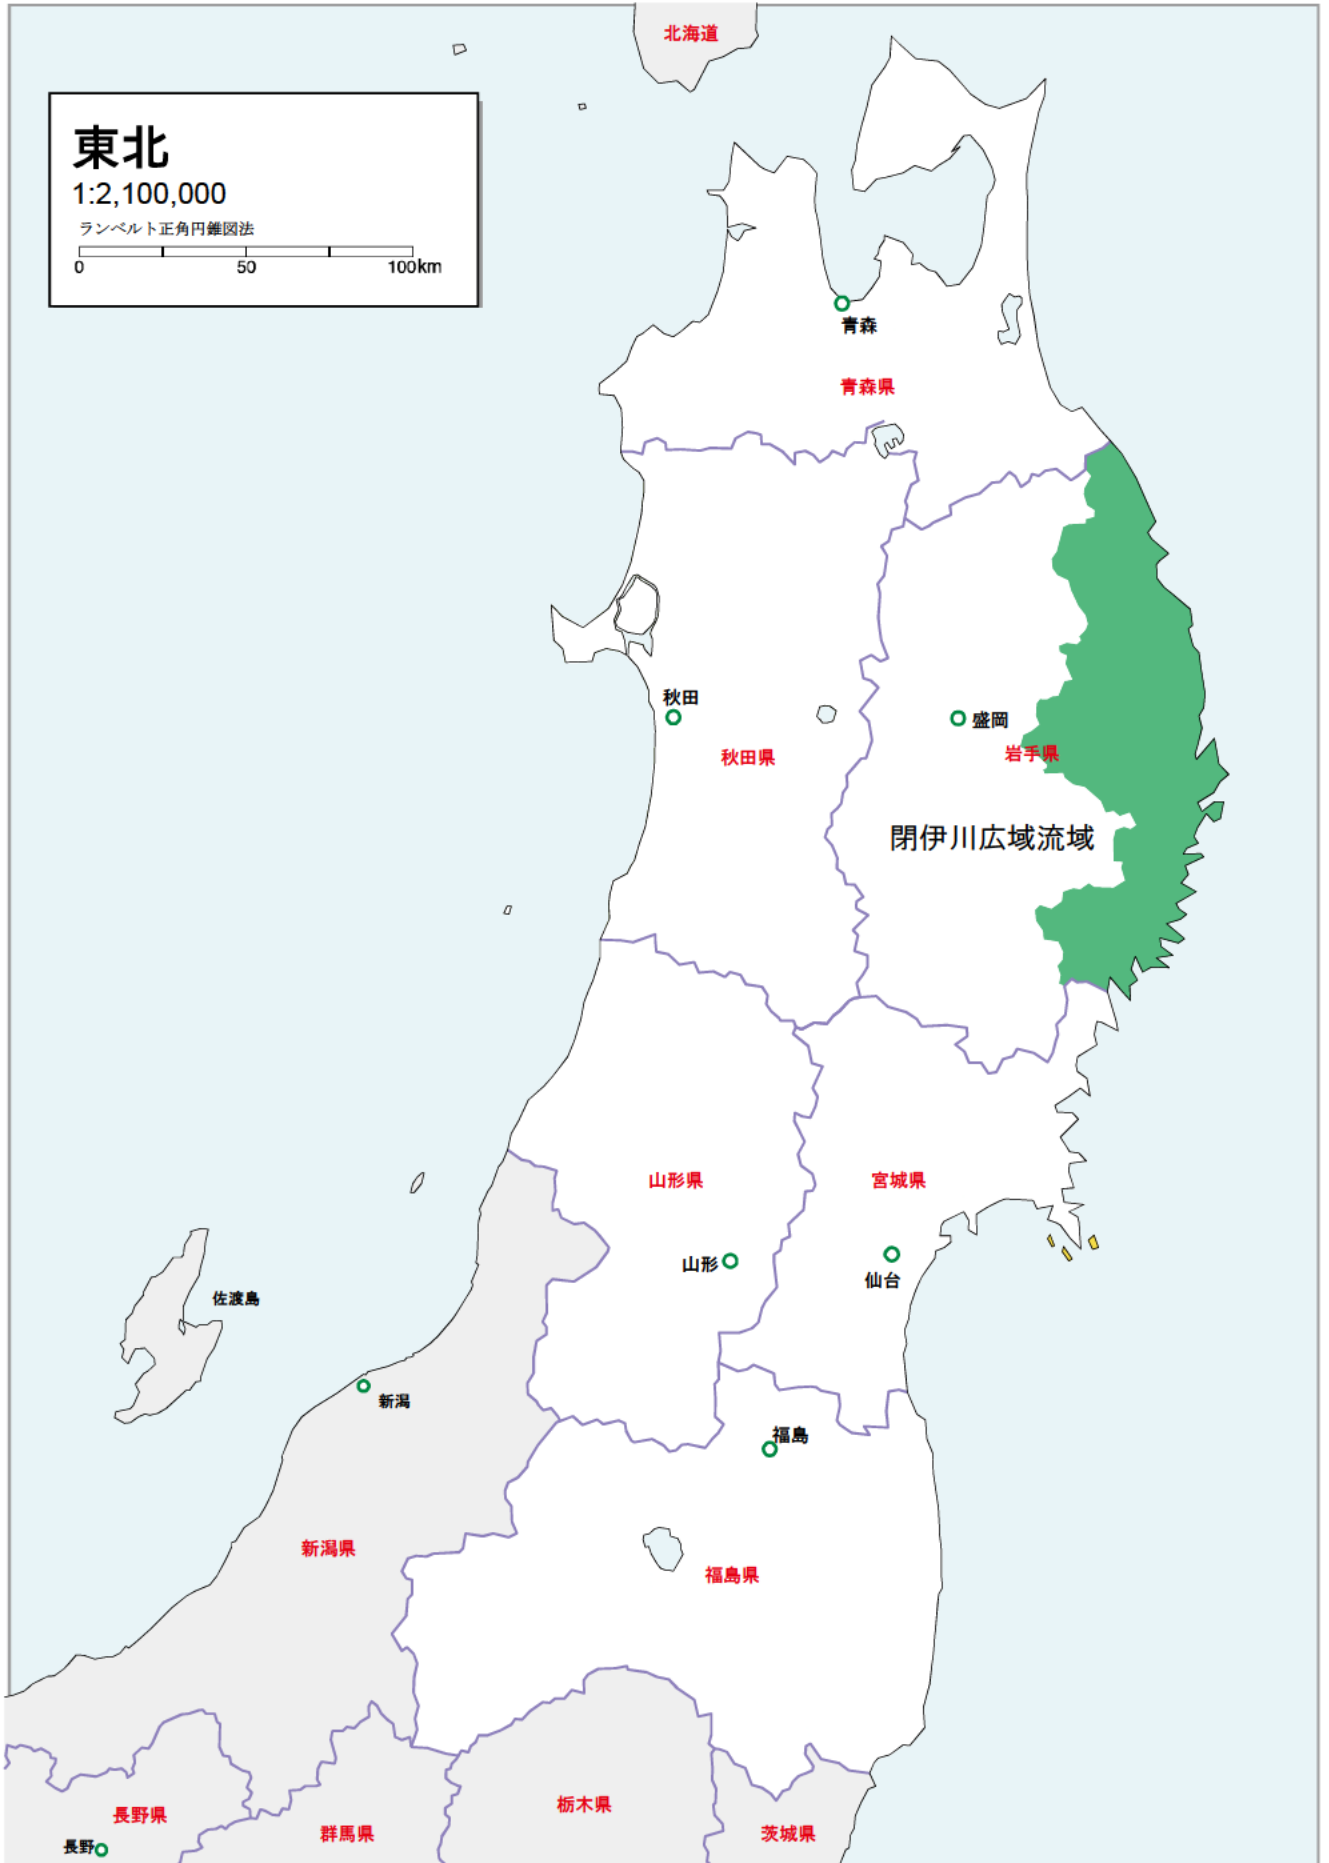 北海道
東北
1:2,100,000
ランベルト正角円錐図法
0 50 100km
青森
青森県
秋田
盛岡
秋田県
岩手県
閉伊川広域流域
山形県
宮城県
山形
仙台
佐渡島
新潟
福島
新潟県
福島県
長野県
栃木県
群馬県
茨城県
長野